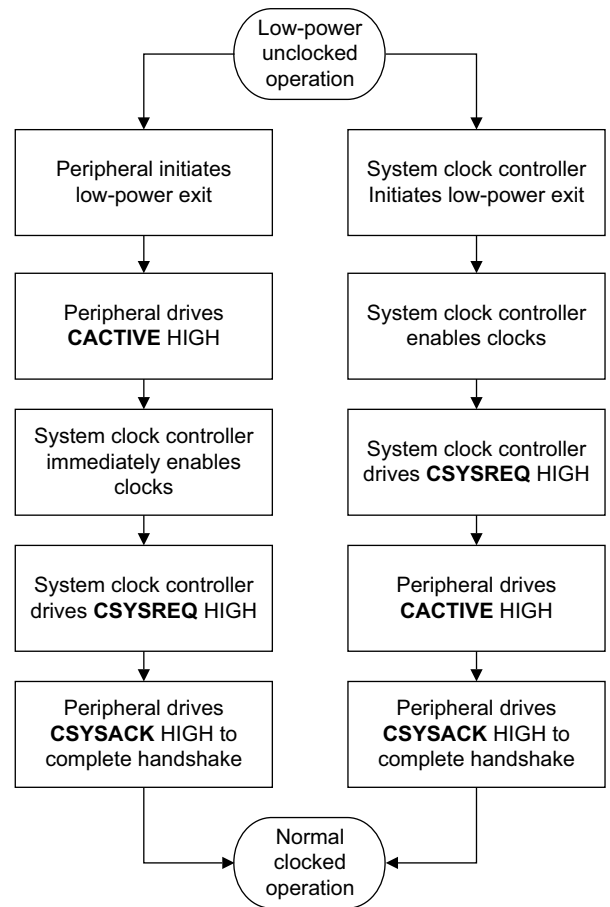 Low-power
unclocked
operation
Peripheral initiates
low-power exit
Peripheral drives
CACTIVE HIGH
System clock controller
immediately enables
clocks
System clock controller
drives CSYSREQ HIGH
Peripheral drives
CSYSACK HIGH to
complete handshake
System clock controller
Initiates low-power exit
System clock controller
enables clocks
System clock controller
drives CSYSREQ HIGH
Peripheral drives
CACTIVE HIGH
Peripheral drives
CSYSACK HIGH to
complete handshake
Normal
clocked
operation